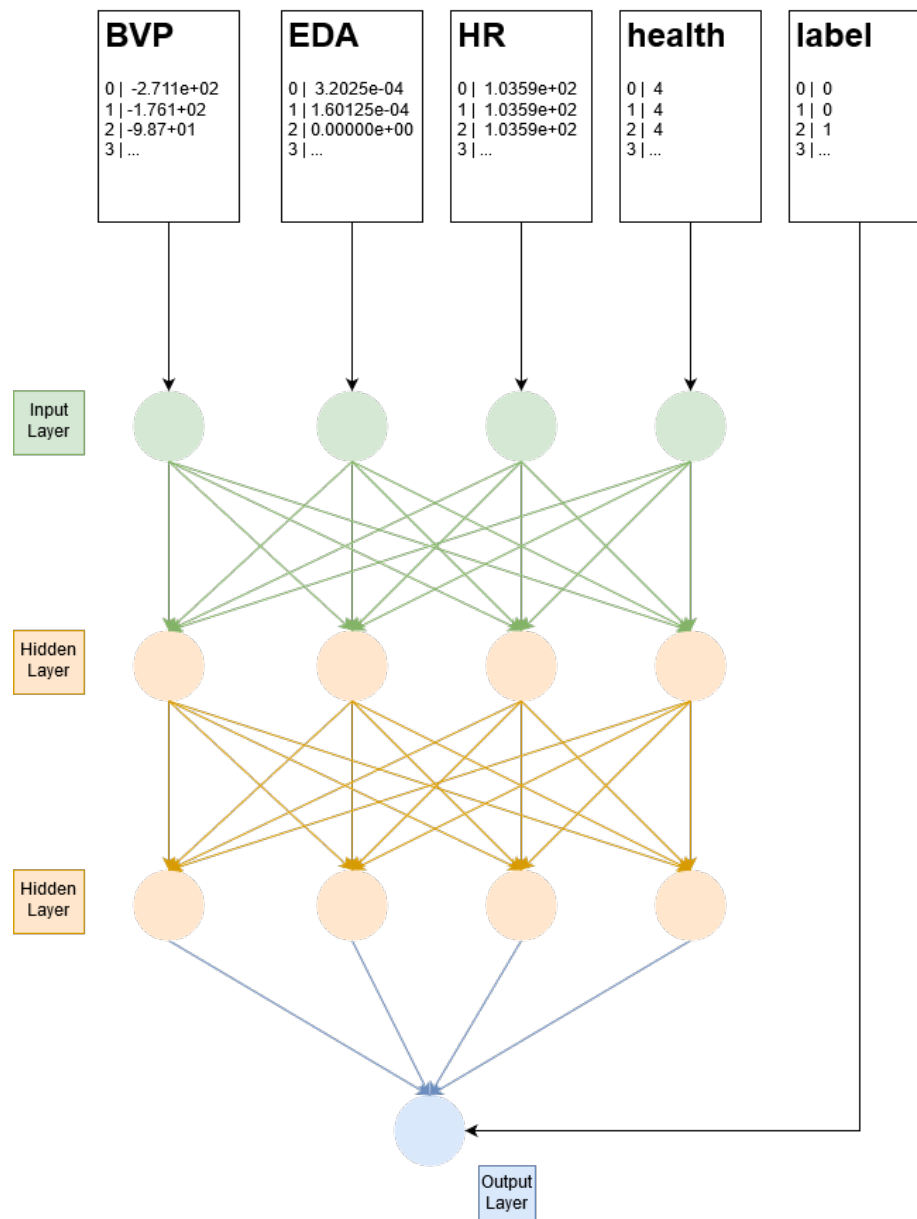 BVP
0 | -2.711e+02
1 | -1.761e+02
2 | -9.87+01
3 | ...
EDA
0 | 3.2025e-04
1 | 1.60125e-04
2 | 0.00000e+00
3 | ...
HR
0 | 1.0359e+02
1 | 1.0359e+02
2 | 1.0359e+02
3 | ...
health
0 | 4
1 | 4
2 | 4
3 | ...
label
0 | 0
1 | 0
2 | 1
3 | ...
Input
Layer
Hidden
Layer
Hidden
Layer
Output
Layer